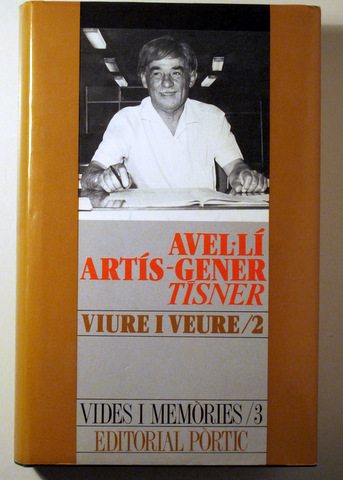 AVEL·LÍ
ARTÍS-GENER
TÍSNER
VIURE I VEURE/2
VIDES I MEMÒRIES/3
EDITORIAL PÒRTIC